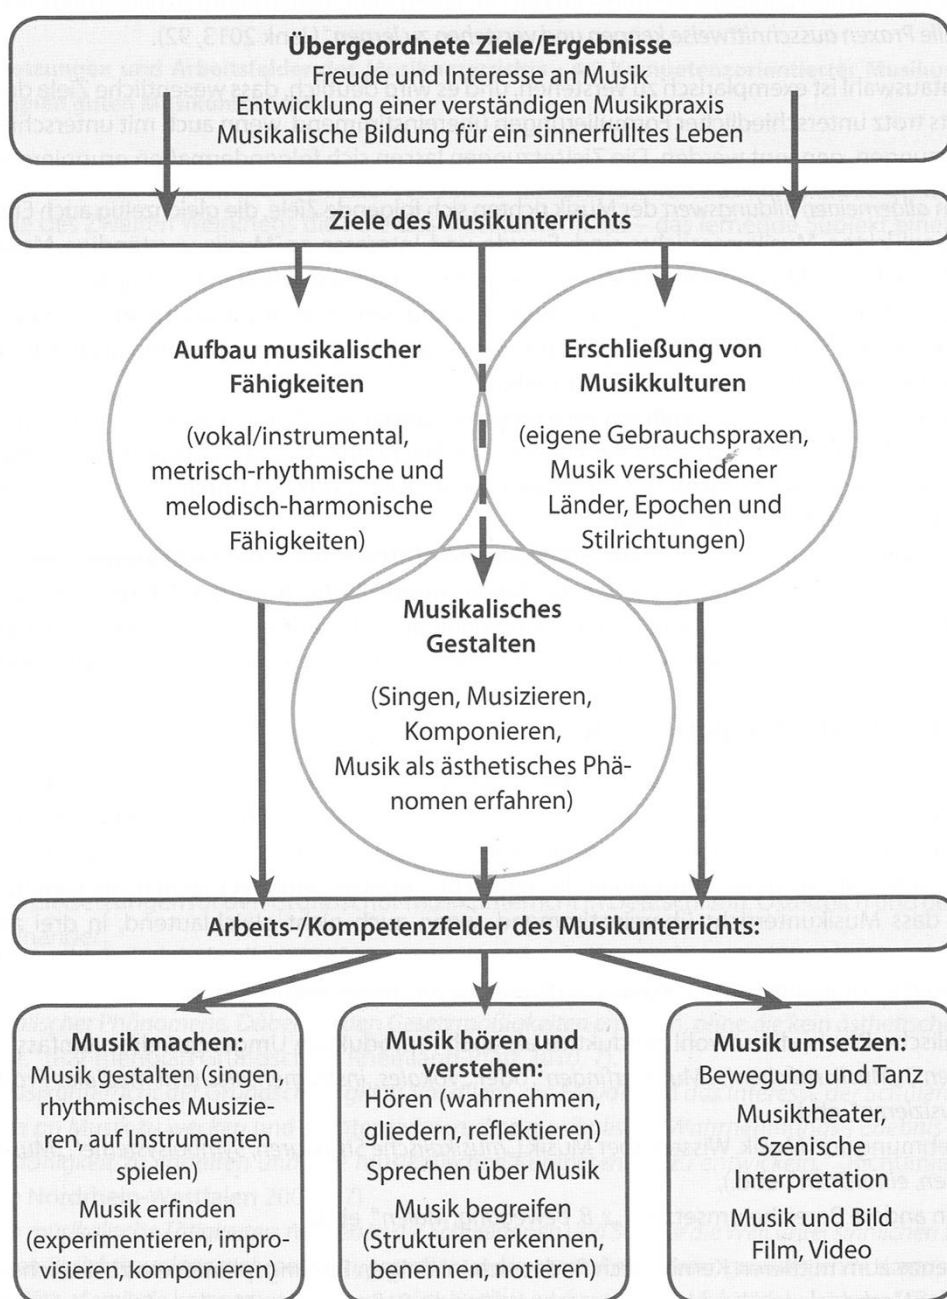 Übergeordnete Ziele/Ergebnisse
Freude und Interesse an Musik
Entwicklung einer verständigen Musikpraxis
Musikalische Bildung für ein sinnerfülltes Leben
Ziele des Musikunterrichts
Aufbau musikalischer
Fähigkeiten
(vokal/instrumental,
metrisch-rhythmische und
melodisch-harmonische
Fähigkeiten)
Erschließung von
Musikkulturen
(eigene Gebrauchspraxen,
Musik verschiedener
Länder, Epochen und
Stilrichtungen)
Musikalisches
Gestalten
(Singen, Musizieren,
Komponieren,
Musik als ästhetisches Phä-
nomen erfahren)
Arbeits-/Kompetenzfelder des Musikunterrichts:
Musik machen:
Musik gestalten (singen,
rhythmisches Musizie-
ren, auf Instrumenten
spielen)
Musik erfinden
(experimentieren, impro-
visieren, komponieren)
Musik hören und
verstehen:
Hören (wahrnehmen,
gliedern, reflektieren)
Sprechen über Musik
Musik begreifen
(Strukturen erkennen,
benennen, notieren)
Musik umsetzen:
Bewegung und Tanz
Musiktheater,
Szenische
Interpretation
Musik und Bild
Film, Video